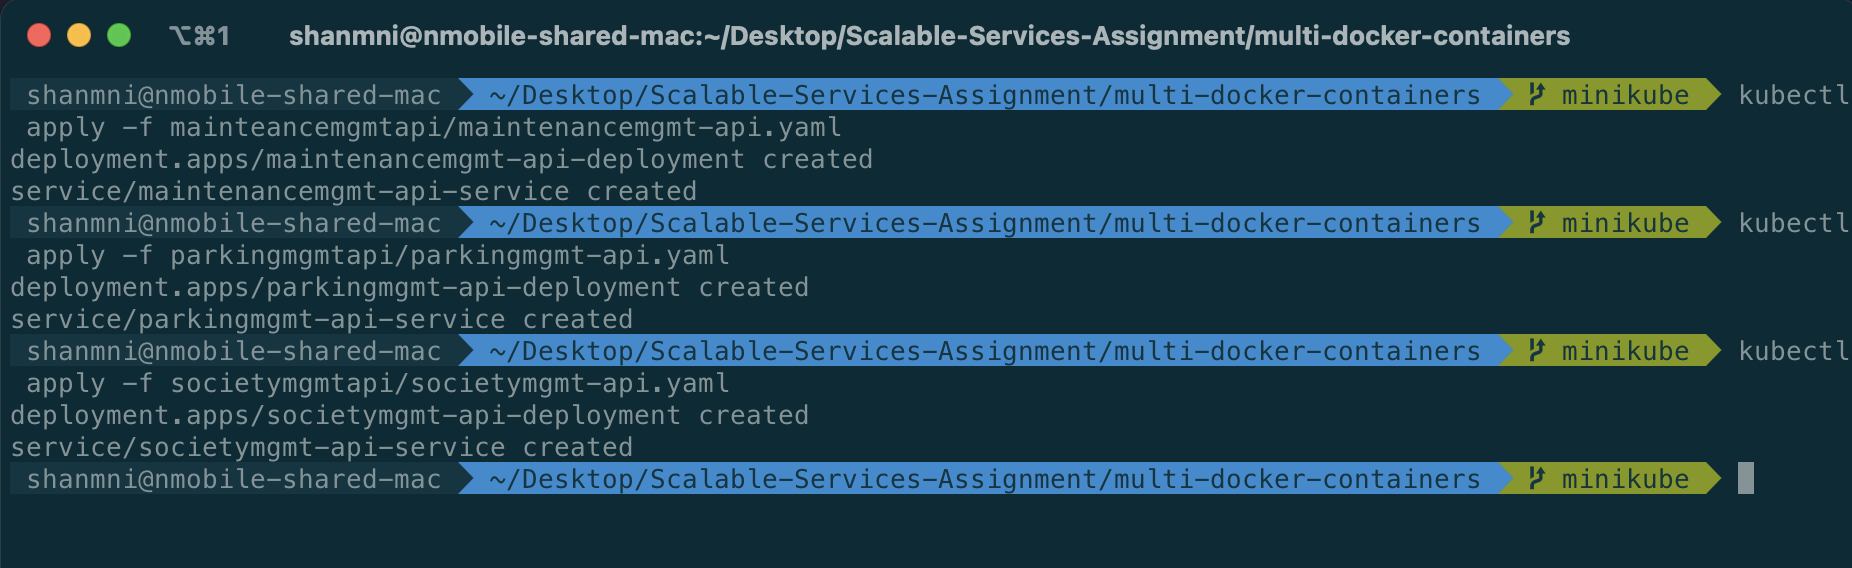 ⌥⌘1 shanmni@nmobile-shared-mac:~/Desktop/Scalable-Services-Assignment/multi-docker-containers
shanmni@nmobile-shared-mac ~/Desktop/Scalable-Services-Assignment/multi-docker-containers minikube kubectl
apply -f mainteancemgmtapi/maintenancemgmt-api.yaml
deployment.apps/maintenancemgmt-api-deployment created
service/maintenancemgmt-api-service created
shanmni@nmobile-shared-mac ~/Desktop/Scalable-Services-Assignment/multi-docker-containers minikube kubectl
apply -f parkingmgmtapi/parkingmgmt-api.yaml
deployment.apps/parkingmgmt-api-deployment created
service/parkingmgmt-api-service created
shanmni@nmobile-shared-mac ~/Desktop/Scalable-Services-Assignment/multi-docker-containers minikube kubectl
apply -f societymgmtapi/societymgmt-api.yaml
deployment.apps/societymgmt-api-deployment created
service/societymgmt-api-service created
shanmni@nmobile-shared-mac ~/Desktop/Scalable-Services-Assignment/multi-docker-containers minikube